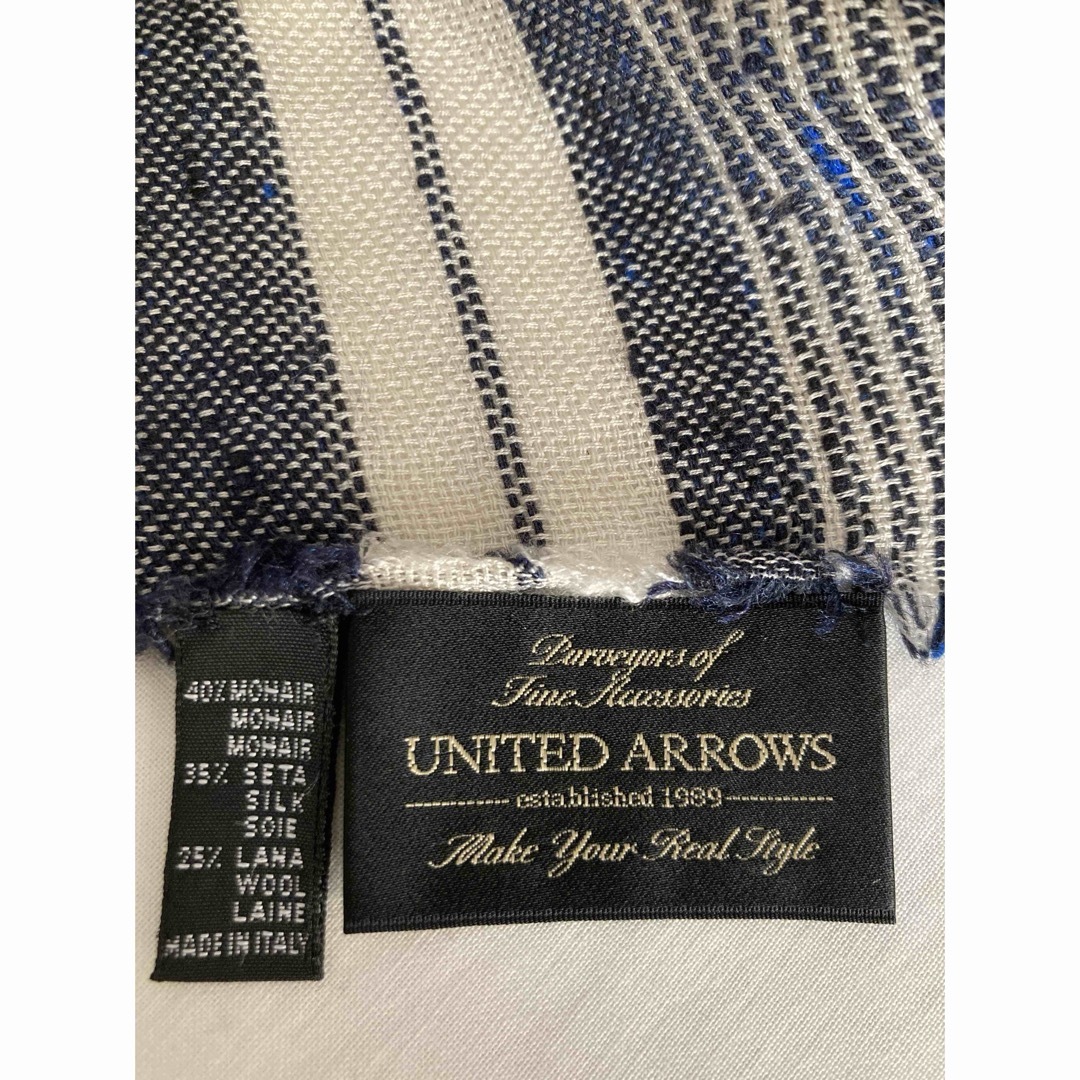 40% MOHAIR
MOHAIR
MOHAIR
35% SETA
SILK
SOIE
25% LANA
WOOL
LAINE
MADE IN ITALY
Purveyors of
Fine Accessories
UNITED ARROWS
established 1989
Make Your Real Style